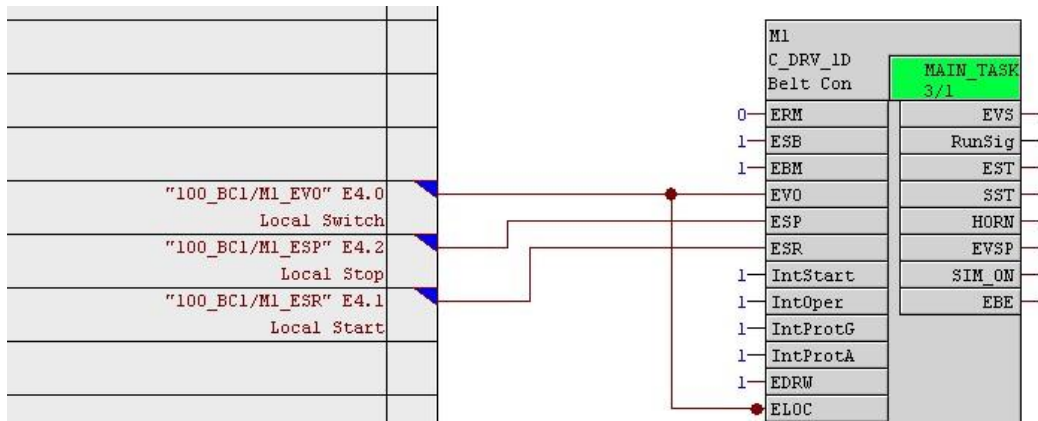 "100_BC1/M1_EVO" E4.0
Local Switch
"100_BC1/M1_ESP" E4.2
Local Stop
"100_BC1/M1_ESR" E4.1
Local Start
M1
C_DRV_1D
Belt Con
MAIN_TASK
3/1
0 ERM EVS
1 ESB RunSig
1 EBM EST
EVO SST
ESP HORN
ESR EVSP
1 IntStart SIM_ON
1 IntOper EBE
1 IntProtG
1 IntProtA
1 EDRW
ELOC